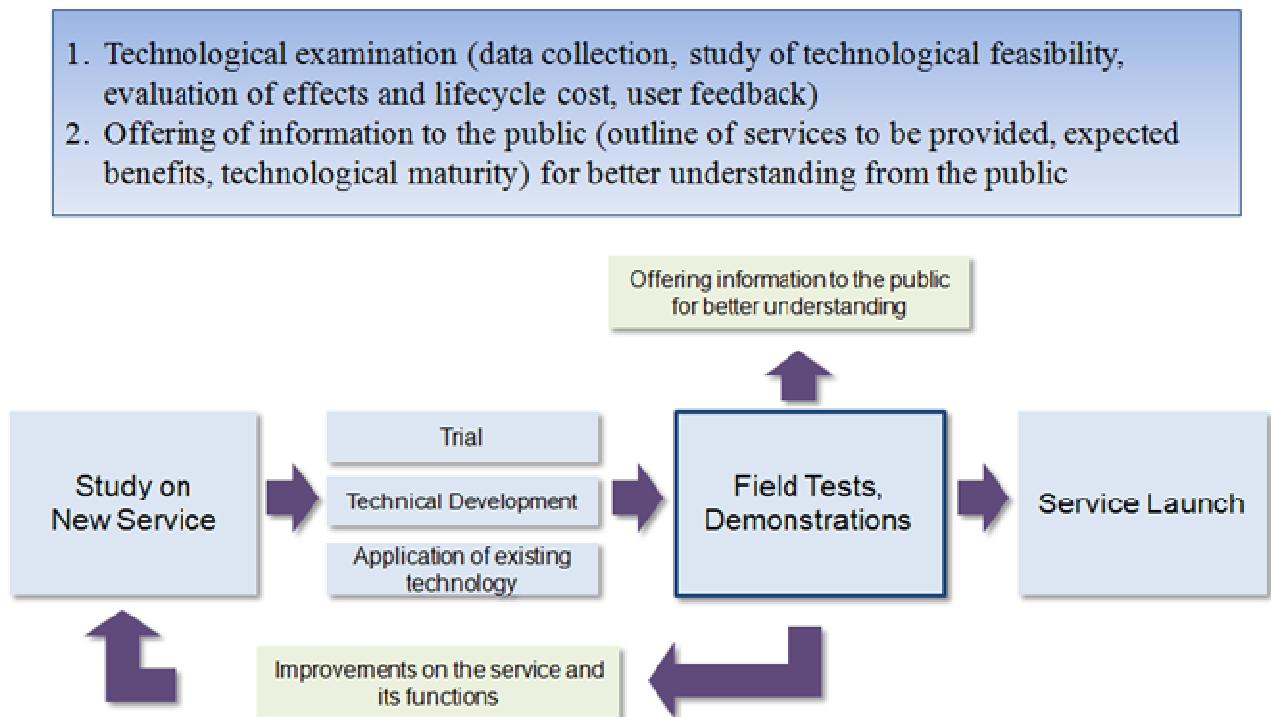 1. Technological examination (data collection, study of technological feasibility,
evaluation of effects and lifecycle cost, user feedback)
2. Offering of information to the public (outline of services to be provided, expected
benefits, technological maturity) for better understanding from the public
Offering information to the public
for better understanding
Study on
New Service
Trial
Technical Development
Application of existing
technology
Field Tests,
Demonstrations
Service Launch
Improvements on the service and
its functions